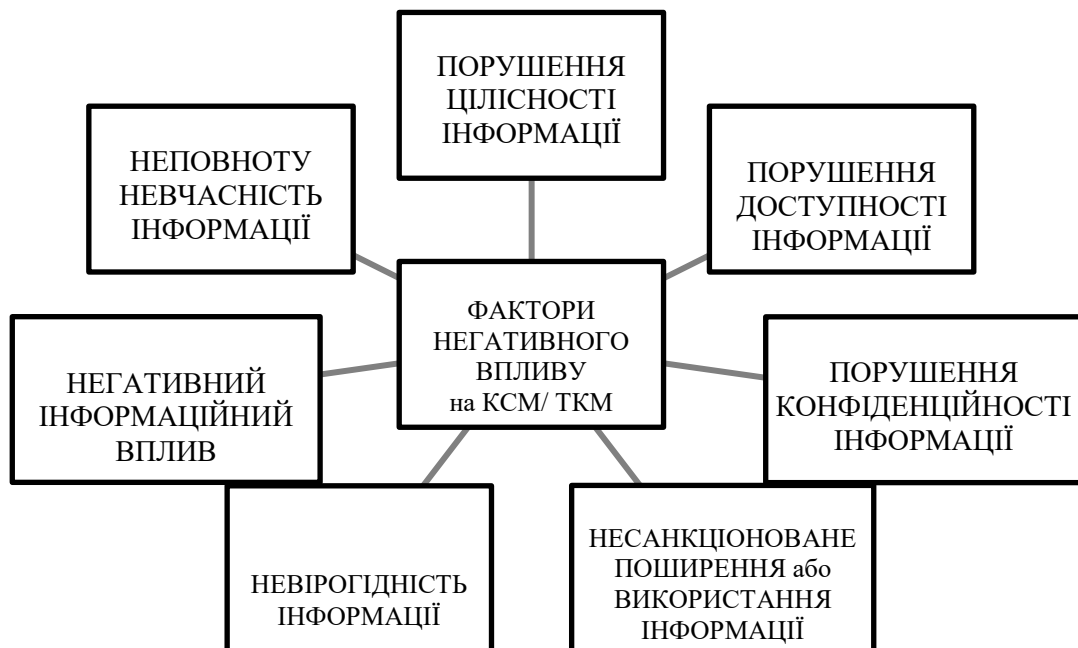 ПОРУШЕННЯ
ЦІЛІСНОСТІ
ІНФОРМАЦІЇ
НЕПОВНОТУ
НЕВЧАСНІСТЬ
ІНФОРМАЦІЇ
ПОРУШЕННЯ
ДОСТУПНОСТІ
ІНФОРМАЦІЇ
ФАКТОРИ
НЕГАТИВНОГО
ВПЛИВУ
на КСМ/ ТКМ
НЕГАТИВНИЙ
ІНФОРМАЦІЙНИЙ
ВПЛИВ
ПОРУШЕННЯ
КОНФІДЕНЦІЙНОСТІ
ІНФОРМАЦІЇ
НЕВІРОГІДНІСТЬ
ІНФОРМАЦІЇ
НЕСАНКЦІОНОВАНЕ
ПОШИРЕННЯ або
ВИКОРИСТАННЯ
ІНФОРМАЦІЇ